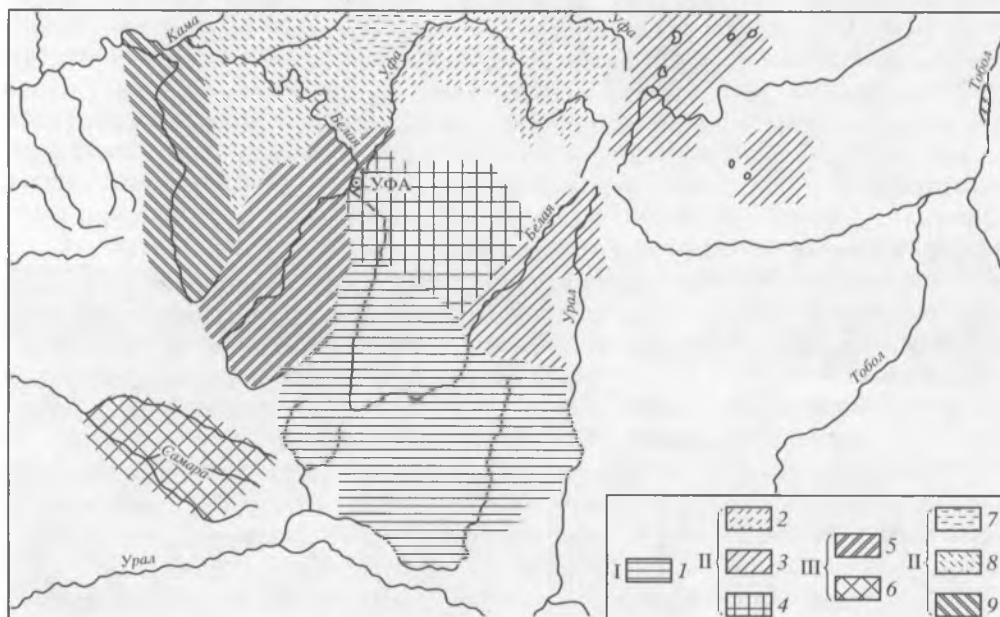 Кама
Уфа
Уфа
Тобол
Белая
УФА
Белая
Урал
Тобол
Самара
Урал
I 1
II 2 3 4
III 5 6
II 7 8 9